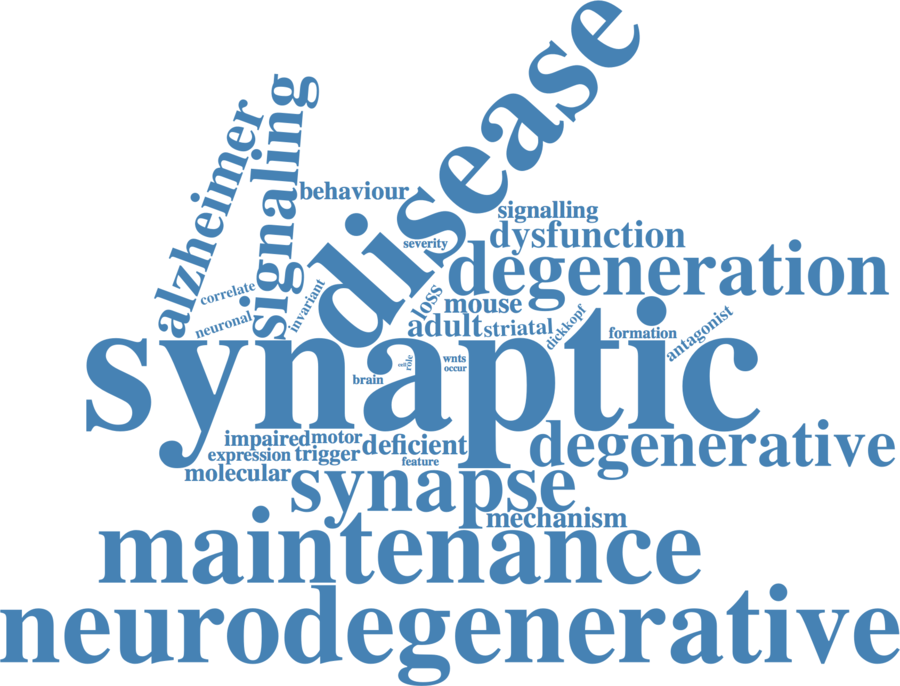 disease
alzheimer
signaling
behaviour
signalling
severity
dysfunction
degeneration
correlate
invariant
loss
mouse
neuronal
adult
striatal
dickkopf
formation
antagonist
synaptic
role
wnts
occur
brain
impaired
motor
deficient
degenerative
expression
trigger
feature
molecular
synapse
mechanism
maintenance
neurodegenerative